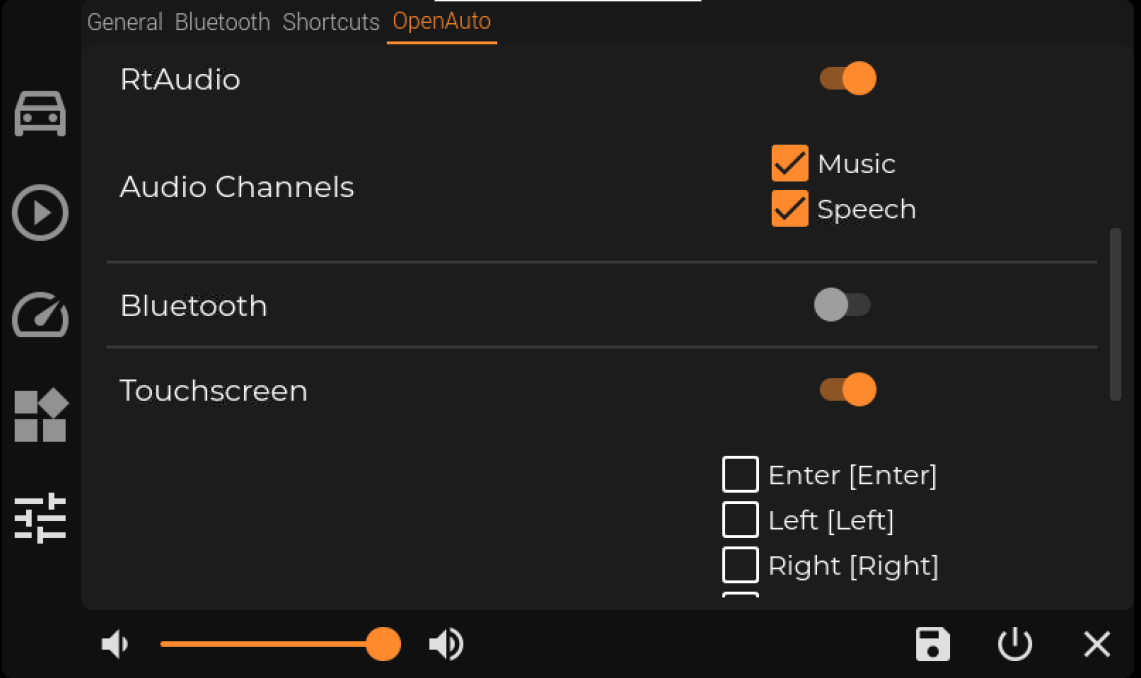 General Bluetooth Shortcuts OpenAuto
RtAudio
Music
Audio Channels
Speech
Bluetooth
Touchscreen
Enter [Enter]
Left [Left]
Right [Right]